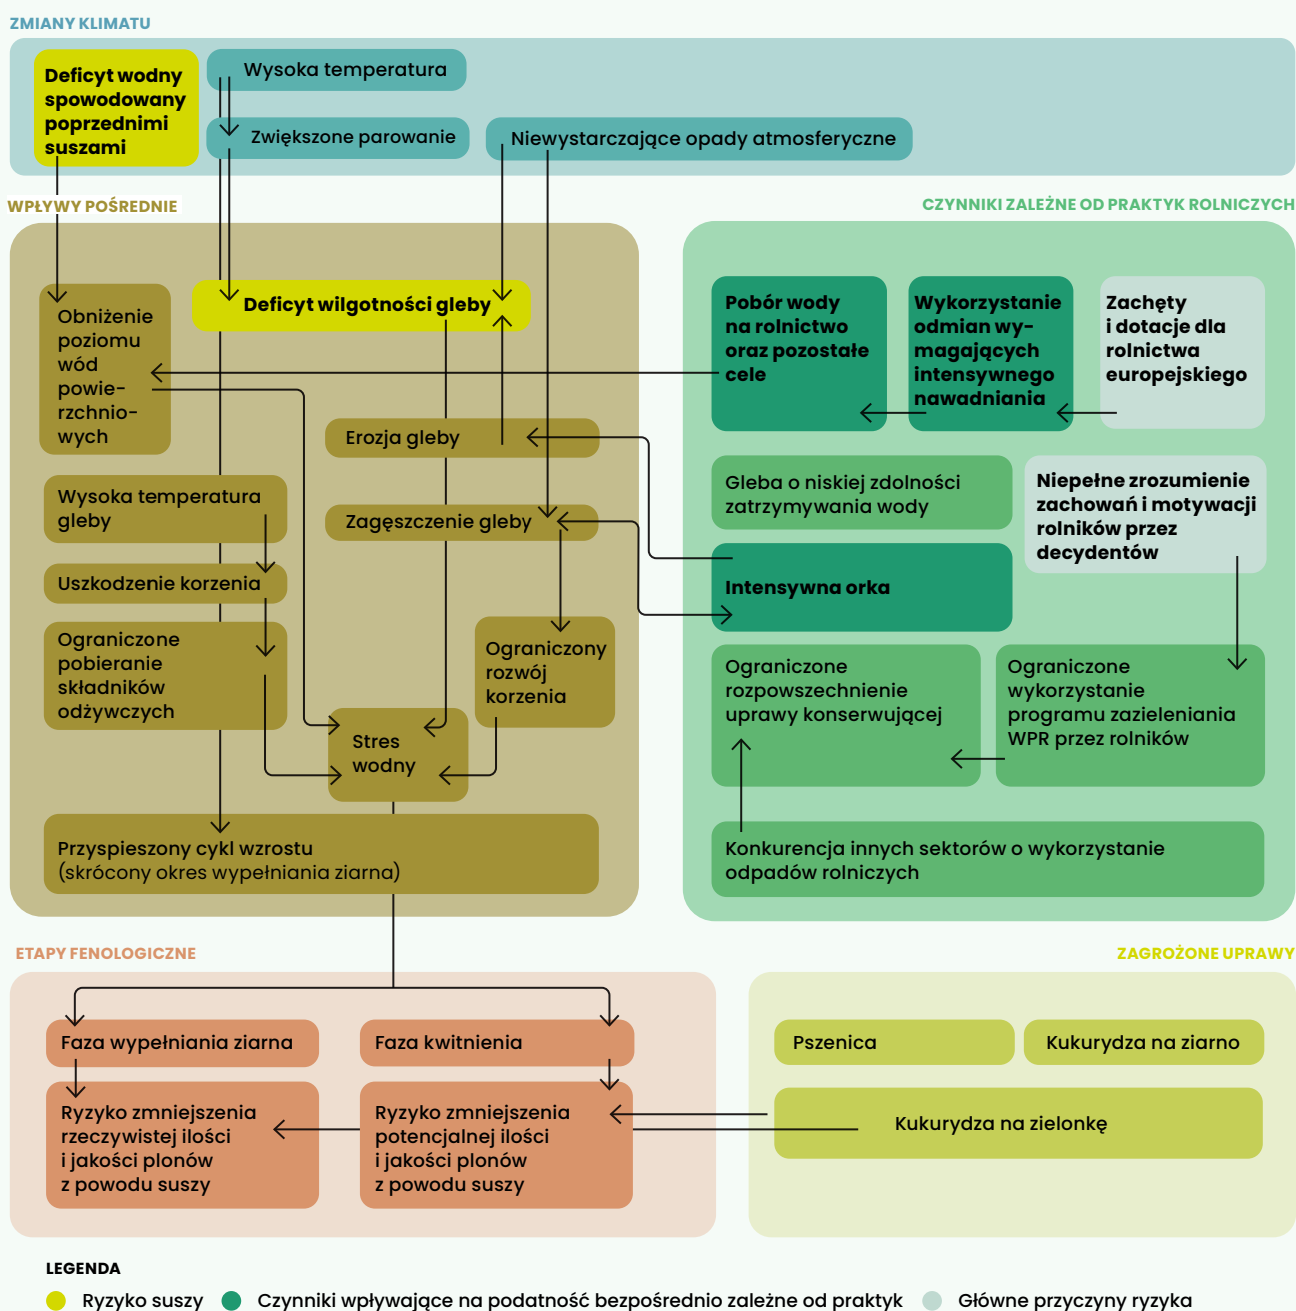 ZMIANY KLIMATU
Deficyt wodny
spowodowany
poprzednimi
suszami
Wysoka temperatura
Zwiększone parowanie
Niewystarczające opady atmosferyczne
WPŁYWY POŚREDNIE
Obniżenie
poziomu
wód
powie-
rzchnio-
wych
Deficyt wilgotności gleby
Erozja gleby
Wysoka temperatura
gleby
Zagęszczenie gleby
Uszkodzenie korzenia
Ograniczone
pobieranie
składników
odżywczych
Ograniczony
rozwój
korzenia
Stres
wodny
Przyspieszony cykl wzrostu
(skrócony okres wypełniania ziarna)
CZYNNIKI ZALEŻNE OD PRAKTYK ROLNICZYCH
Pobór wody
na rolnictwo
oraz pozostałe
cele
Wykorzystanie
odmian wy-
magających
intensywnego
nawadniania
Zachęty
i dotacje dla
rolnictwa
europejskiego
Gleba o niskiej zdolności
zatrzymywania wody
Niepełne zrozumienie
zachowań i motywacji
rolników przez
decydentów
Intensywna orka
Ograniczone
rozpowszechnienie
uprawy konserwującej
Ograniczone
wykorzystanie
programu zazieleniania
WPR przez rolników
Konkurencja innych sektorów o wykorzystanie
odpadów rolniczych
ETAPY FENOLOGICZNE
Faza wypełniania ziarna
Faza kwitnienia
Ryzyko zmniejszenia
rzeczywistej ilości
i jakości plonów
z powodu suszy
Ryzyko zmniejszenia
potencjalnej ilości
i jakości plonów
z powodu suszy
ZAGROŻONE UPRAWY
Pszenica
Kukurydza na ziarno
Kukurydza na zielonkę
LEGENDA
Ryzyko suszy
Czynniki wpływające na podatność bezpośrednio zależne od praktyk
Główne przyczyny ryzyka